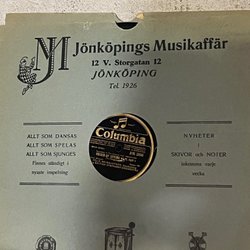 JM Jönköpings Musikaffär
12 V. Storgatan 12
JÖNKÖPING
Tel. 1926
ALLT SOM DANSAS
ALLT SOM SPELAS
ALLT SOM SJUNGES
Finnes ständigt i
nyaste inspelning
Columbia
NYHETER
i
SKIVOR och NOTER
inkomma varje
vecka